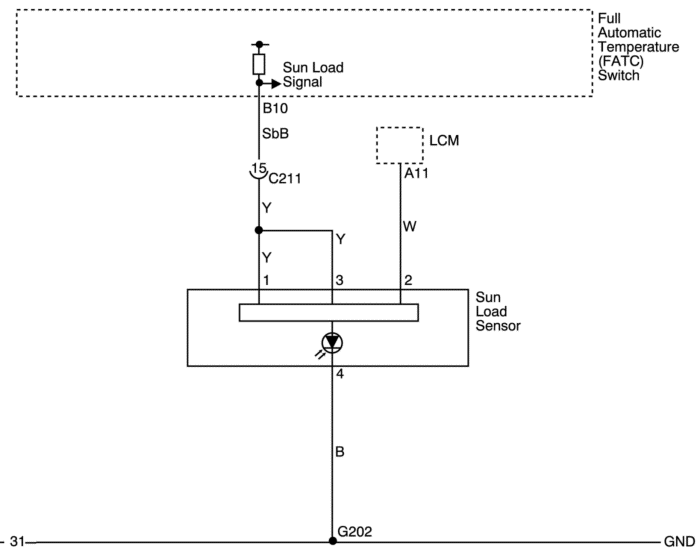 Full
Automatic
Temperature
(FATC)
Switch
Sun Load
Signal
B10
SbB
LCM
15
C211
A11
Y
W
Y
Y
1
3
2
Sun
Load
Sensor
4
B
G202
31
GND